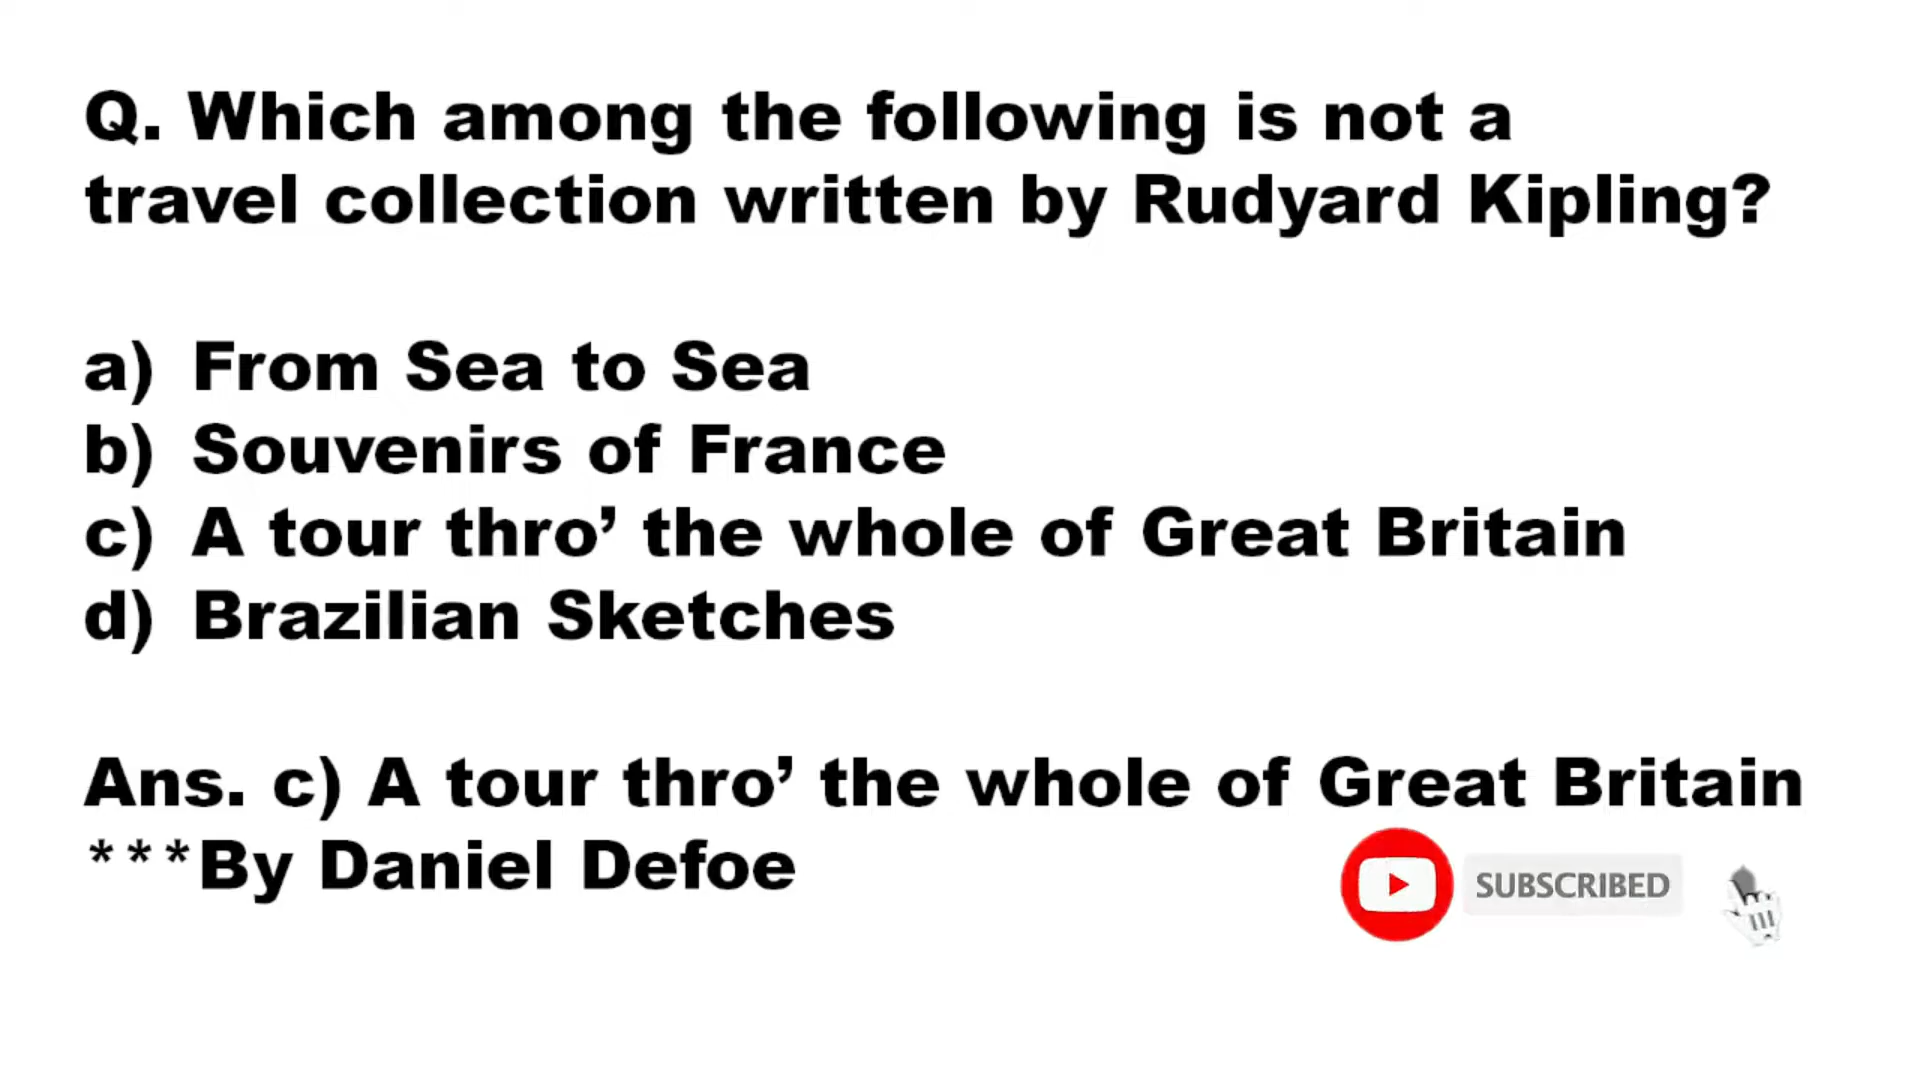 Q. Which among the following is not a
travel collection written by Rudyard Kipling?
a) From Sea to Sea
b) Souvenirs of France
c) A tour thro’ the whole of Great Britain
d) Brazilian Sketches
Ans. c) A tour thro’ the whole of Great Britain
***By Daniel Defoe
SUBSCRIBED